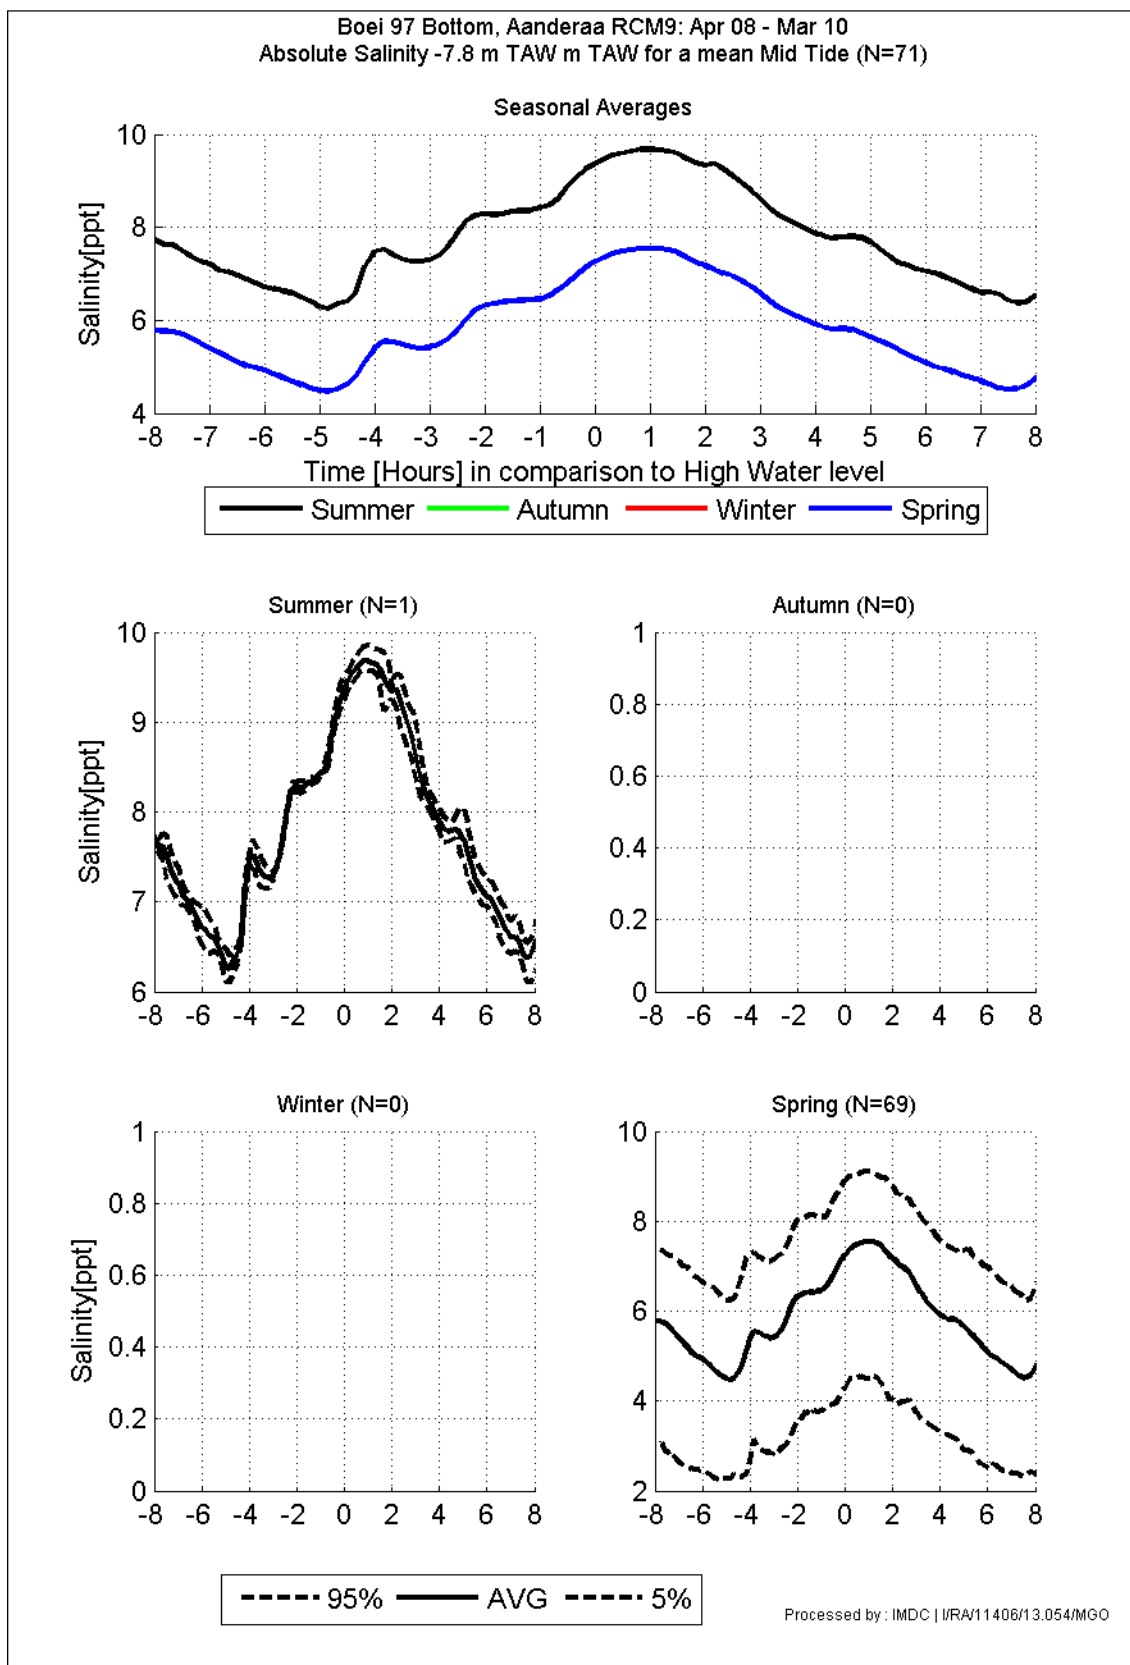 Boei 97 Bottom, Aanderaa RCM9: Apr 08 - Mar 10
Absolute Salinity -7.8 m TAW m TAW for a mean Mid Tide (N=71)
Seasonal Averages
Salinity[ppt]
10
8
6
4
-8 -7 -6 -5 -4 -3 -2 -1 0 1 2 3 4 5 6 7 8
Time [Hours] in comparison to High Water level
Summer Autumn Winter Spring
Summer (N=1)
Salinity[ppt]
10
9
8
7
6
-8 -6 -4 -2 0 2 4 6 8
Autumn (N=0)
1
0.8
0.6
0.4
0.2
0
-8 -6 -4 -2 0 2 4 6 8
Winter (N=0)
Salinity[ppt]
1
0.8
0.6
0.4
0.2
0
-8 -6 -4 -2 0 2 4 6 8
Spring (N=69)
10
8
6
4
2
-8 -6 -4 -2 0 2 4 6 8
95% AVG 5%
Processed by : IMDC | I/RA/11406/13.054/MGO